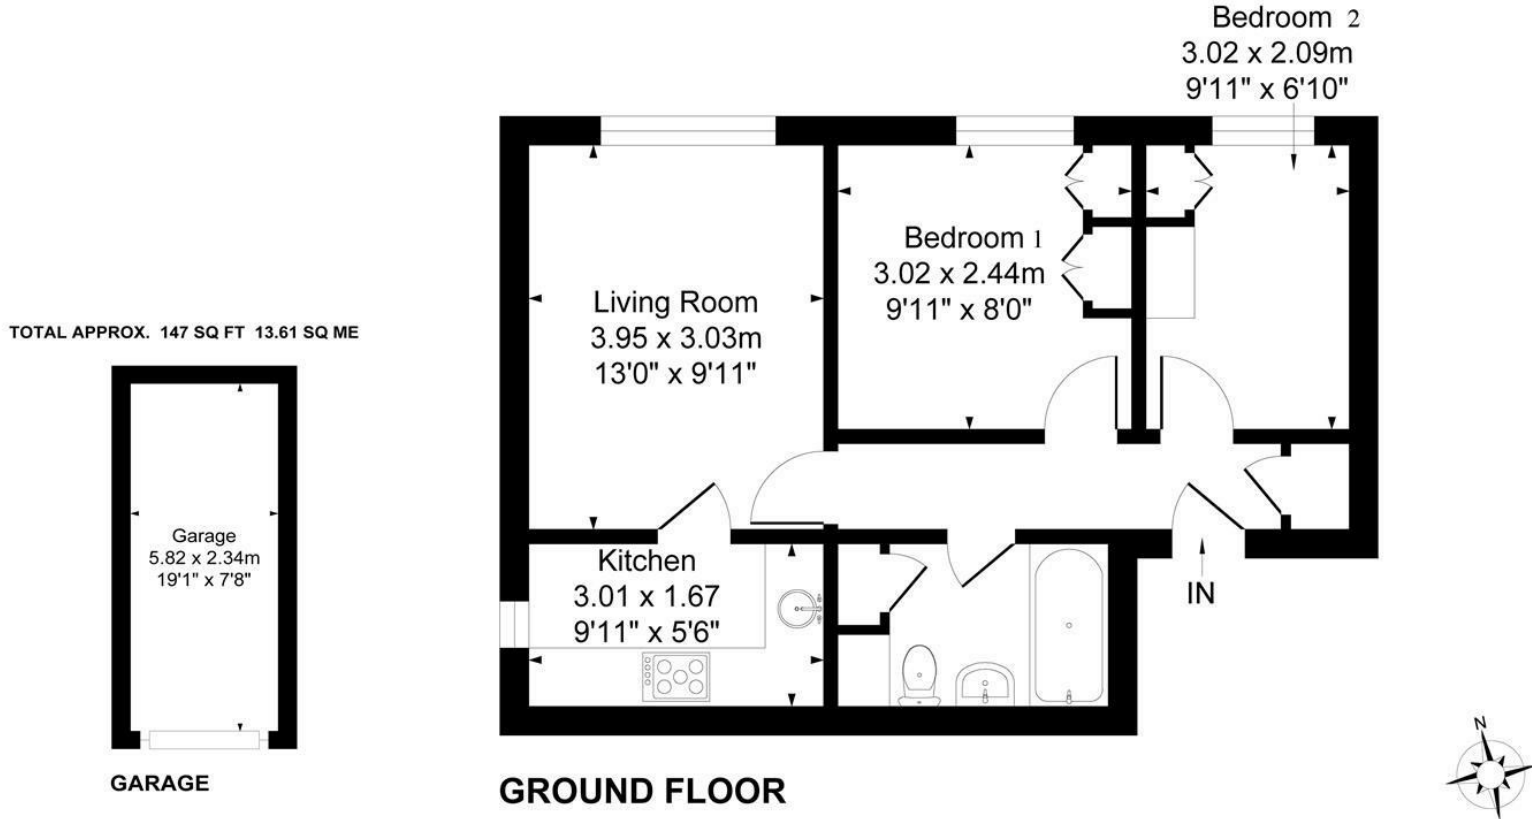 Bedroom 2
3.02 x 2.09m
9'11" x 6'10"
Bedroom 1
3.02 x 2.44m
9'11" x 8'0"
Living Room
3.95 x 3.03m
13'0" x 9'11"
TOTAL APPROX. 147 SQ FT 13.61 SQ ME
Garage
5.82 x 2.34m
19'1" x 7'8"
Kitchen
3.01 x 1.67
9'11" x 5'6"
IN
GARAGE
GROUND FLOOR
N